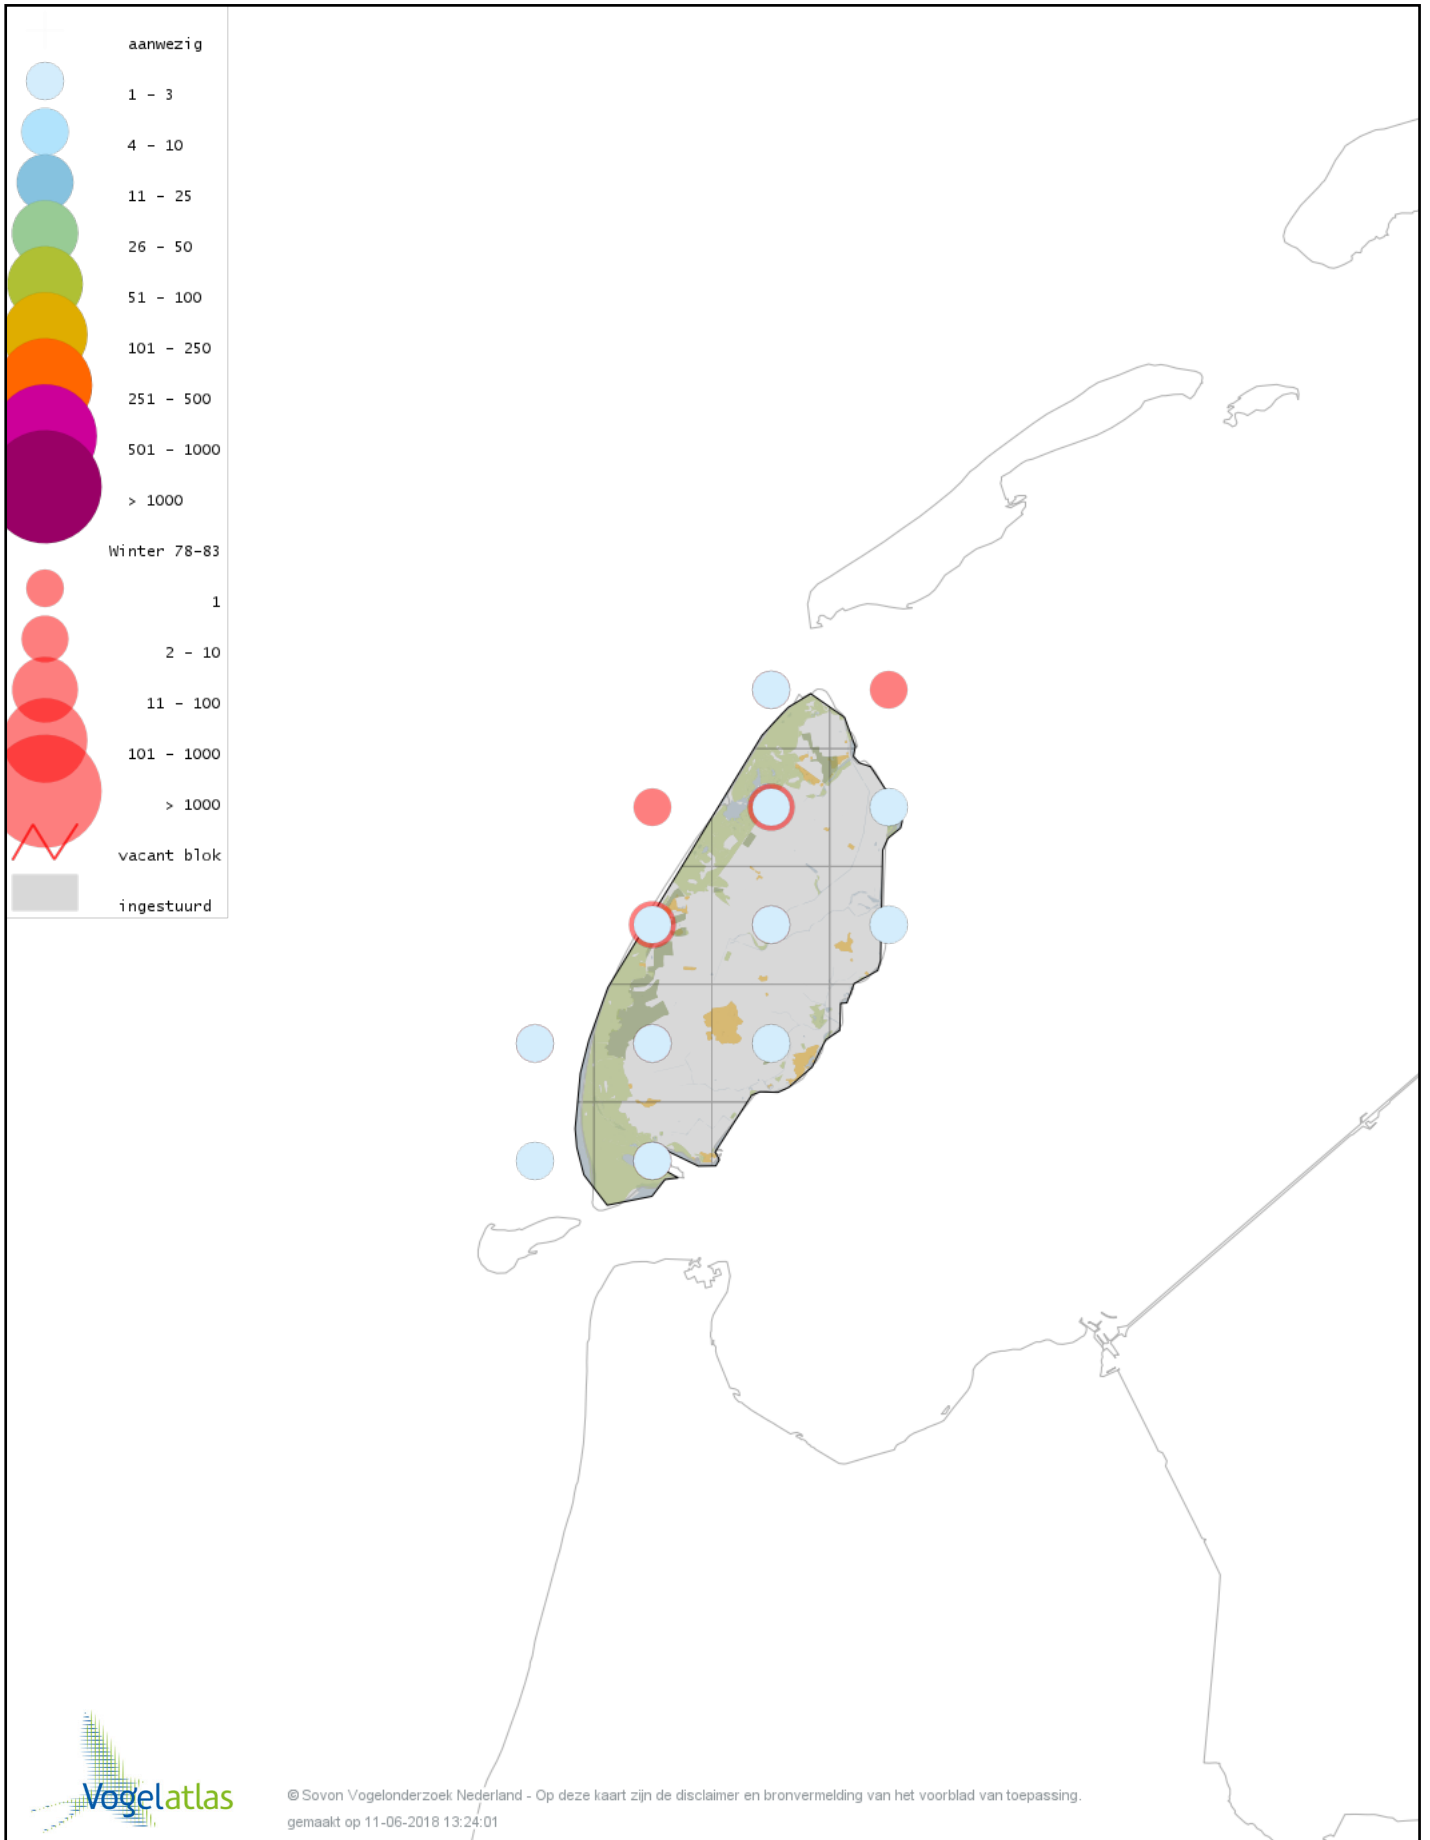 aanwezig
1 - 3
4 - 10
11 - 25
26 - 50
51 - 100
101 - 250
251 - 500
501 - 1000
> 1000
Winter 78-83
1
2 - 10
11 - 100
101 - 1000
> 1000
vacant blok
ingestuurd
Vogelatlas
© Sovon Vogelonderzoek Nederland - Op deze kaart zijn de disclaimer en bronvermelding van het voorblad van toepassing.
gemaakt op 11-06-2018 13:24:01